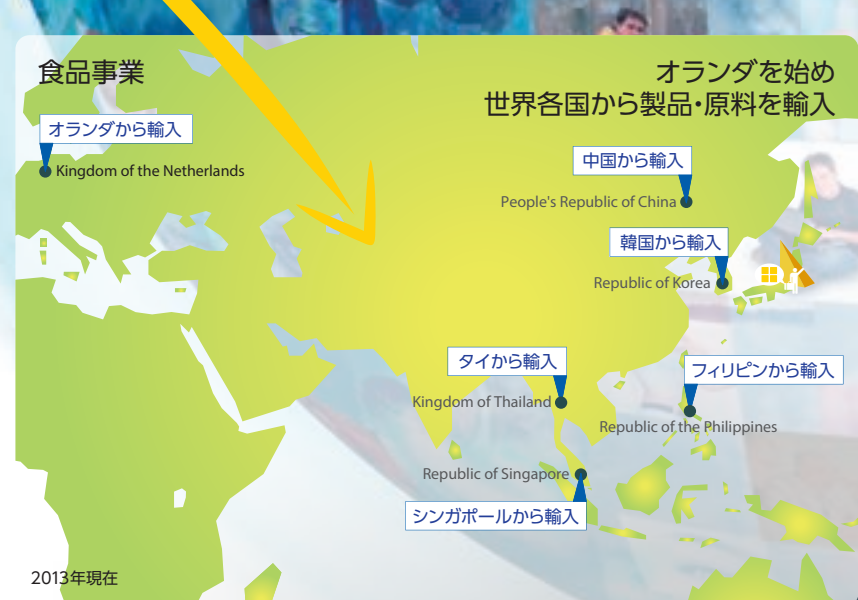 食品事業
オランダを始め
世界各国から製品・原料を輸入
オランダから輸入
Kingdom of the Netherlands
中国から輸入
People's Republic of China
韓国から輸入
Republic of Korea
タイから輸入
Kingdom of Thailand
フィリピンから輸入
Republic of the Philippines
Republic of Singapore
シンガポールから輸入
2013年現在